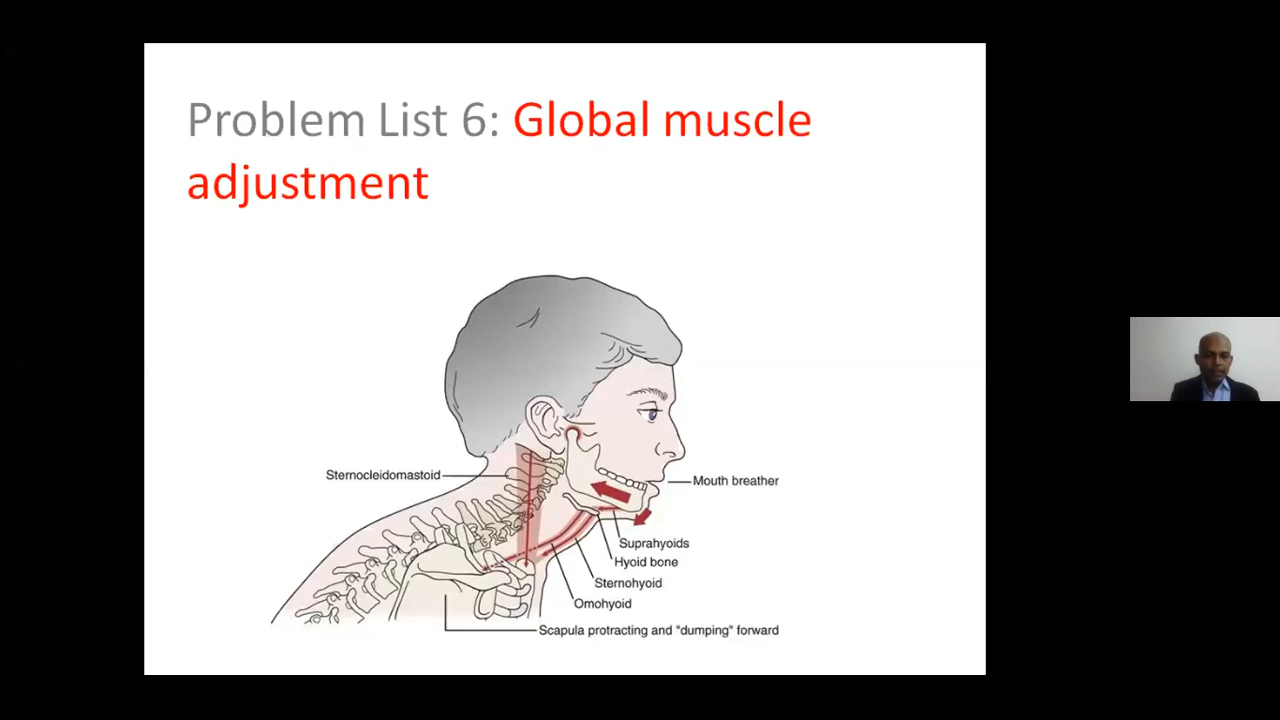 Problem List 6: Global muscle
adjustment
Sternocleidomastoid
Mouth breather
Suprahyoids
Hyoid bone
Sternohyoid
Omohyoid
Scapula protracting and "dumping" forward